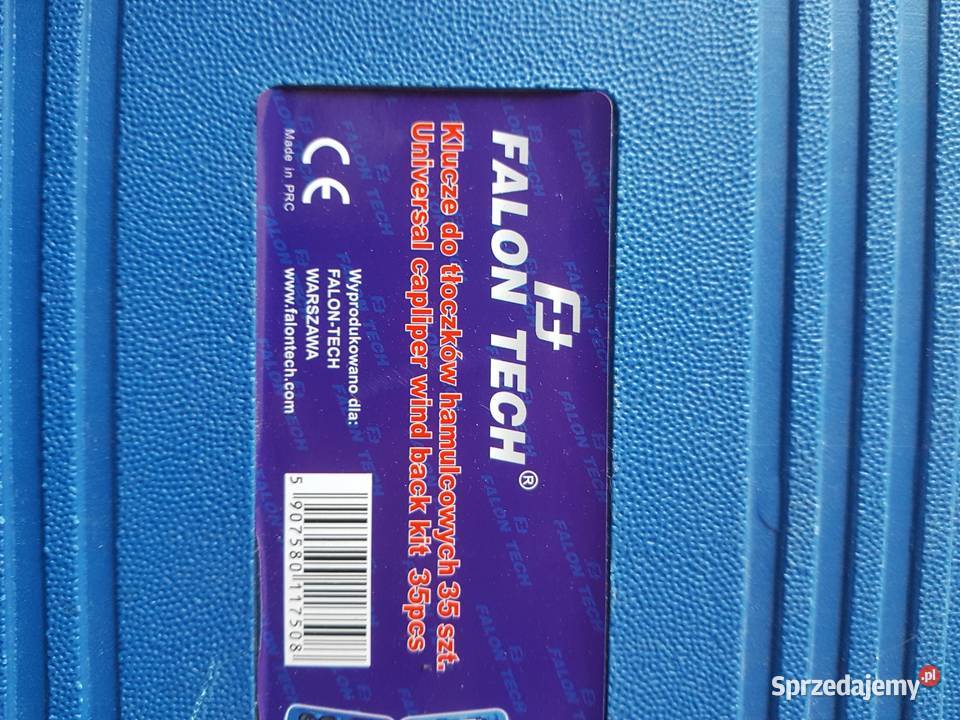 FALON TECH®
Klucze do tłoczków hamulcowych 35 szt.
Universal capliper wind back kit 35pcs
CE
Made in PRC
Wyprodukowano dla:
FALON-TECH
WARSZAWA
www.falontech.com
5 907580 117508
Sprzedajemy.pl